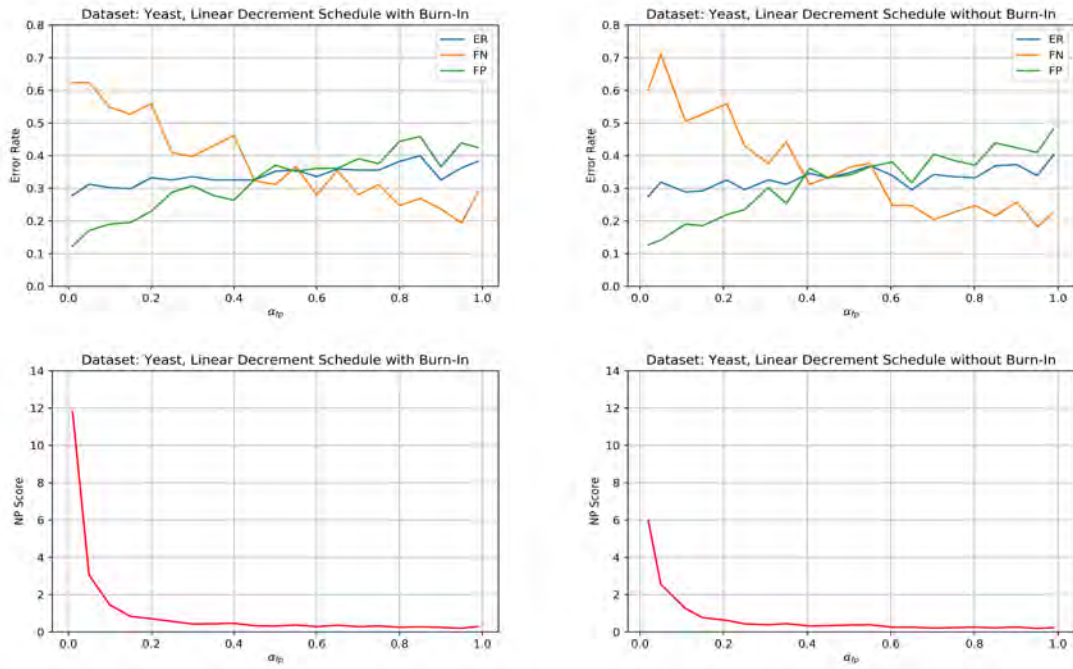 Dataset: Yeast, Linear Decrement Schedule with Burn-In
0.8
0.7
0.6
0.5
0.4
0.3
0.2
0.1
0.0
Error Rate
ER
FN
FP
0.0 0.2 0.4 0.6 0.8 1.0
αfp
Dataset: Yeast, Linear Decrement Schedule without Burn-In
0.8
0.7
0.6
0.5
0.4
0.3
0.2
0.1
0.0
Error Rate
ER
FN
FP
0.0 0.2 0.4 0.6 0.8 1.0
αfp
Dataset: Yeast, Linear Decrement Schedule with Burn-In
14
12
10
8
6
4
2
0
NP Score
0.0 0.2 0.4 0.6 0.8 1.0
αfp
Dataset: Yeast, Linear Decrement Schedule without Burn-In
14
12
10
8
6
4
2
0
NP Score
0.0 0.2 0.4 0.6 0.8 1.0
αfp